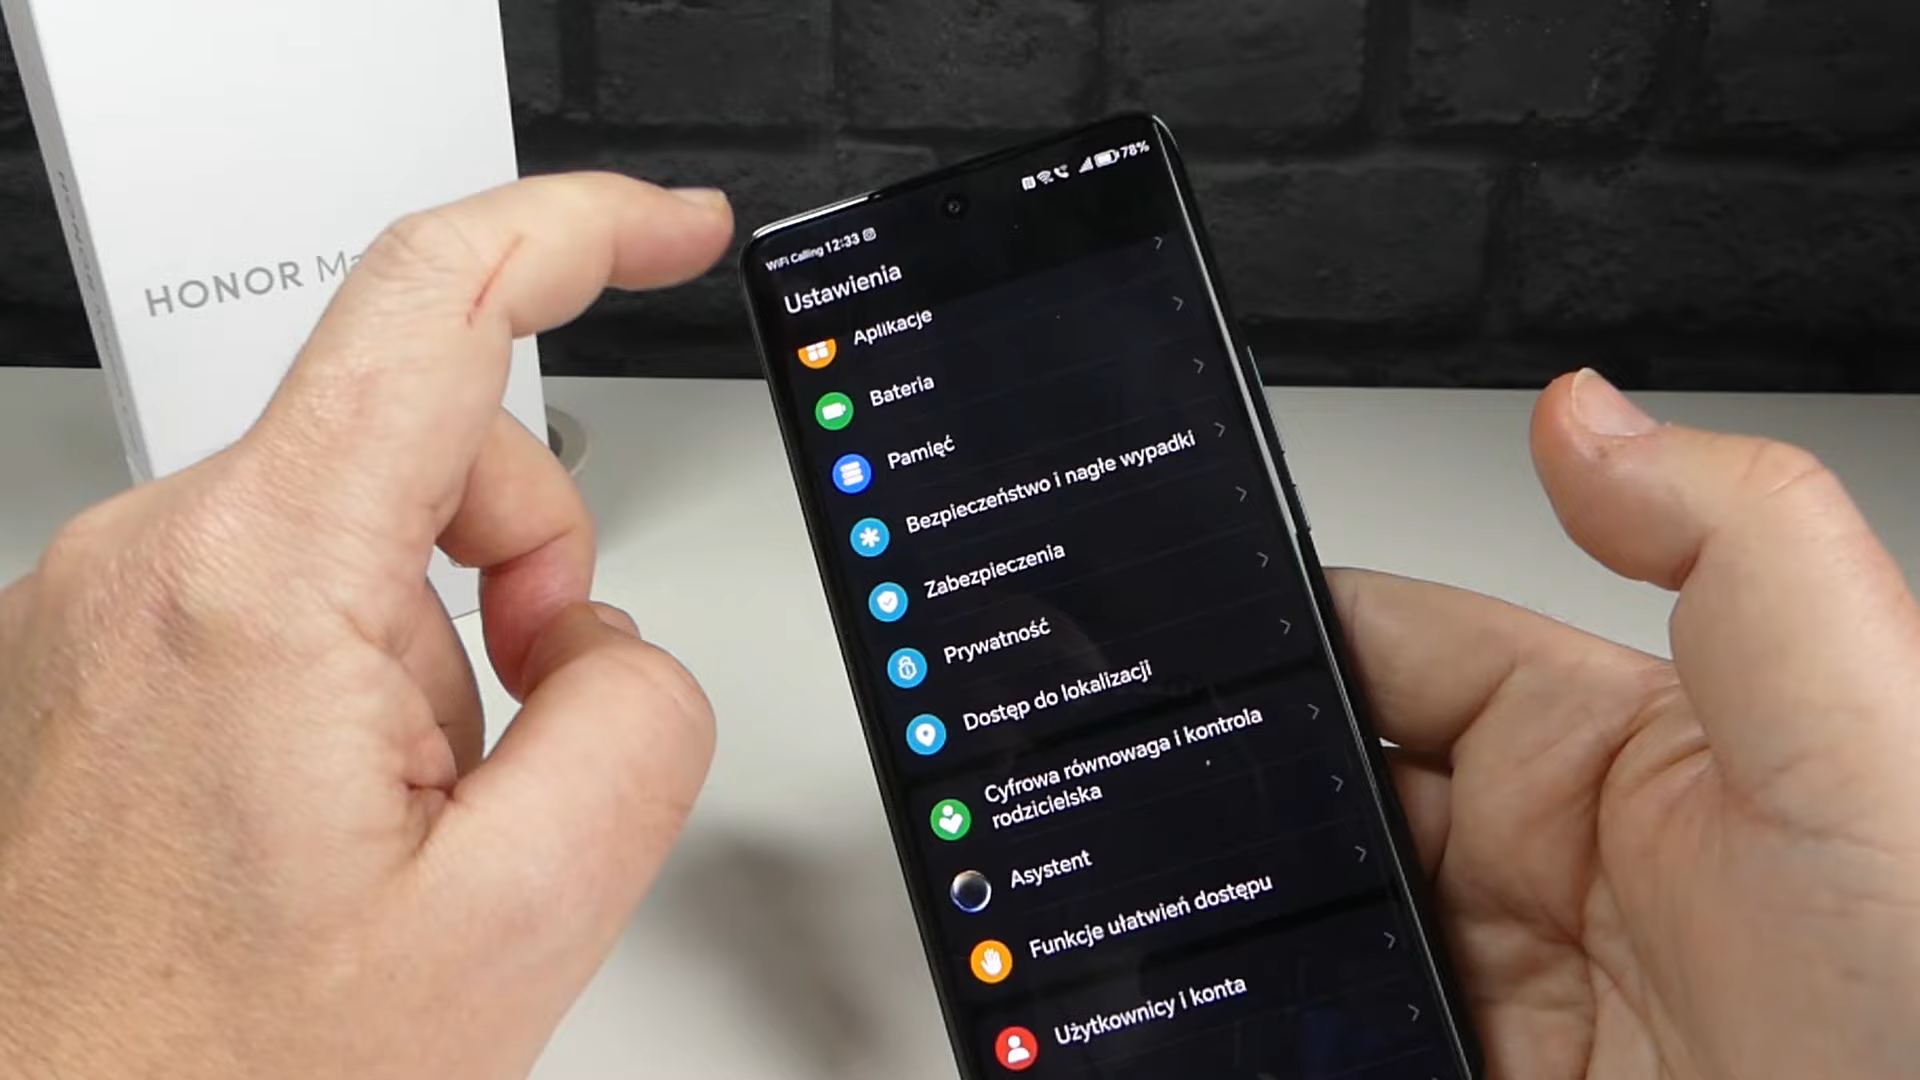 HONOR Ma
WiFi Calling 12:33
78%
Ustawienia
Aplikacje
Bateria
Pamięć
Bezpieczeństwo i nagłe wypadki
Zabezpieczenia
Prywatność
Dostęp do lokalizacji
Cyfrowa równowaga i kontrola
rodzicielska
Asystent
Funkcje ułatwień dostępu
Użytkownicy i konta